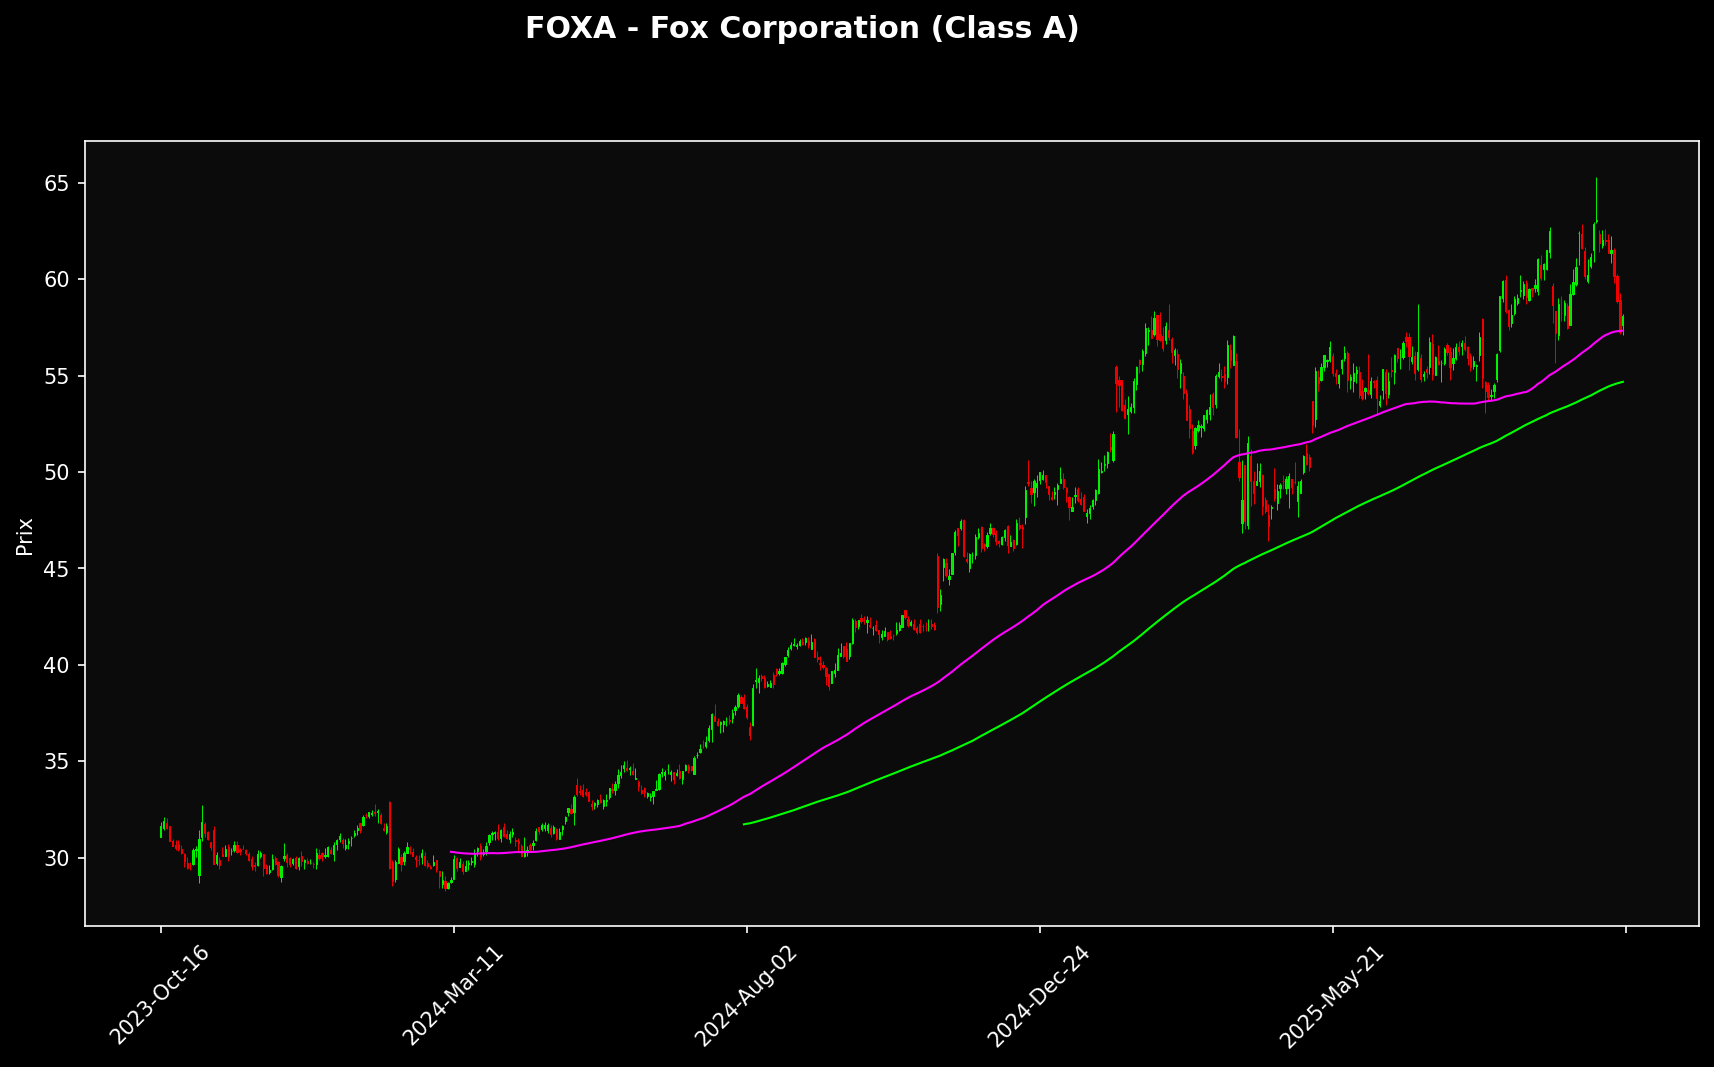 FOXA - Fox Corporation (Class A)
65
60
55
50
45
40
35
30
Prix
2023-Oct-16
2024-Mar-11
2024-Aug-02
2024-Dec-24
2025-May-21